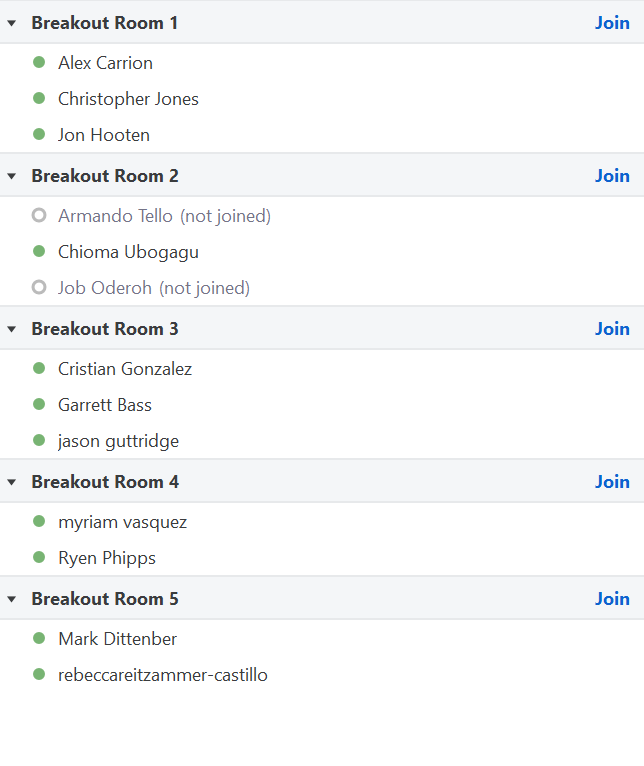 Breakout Room 1 Join
Alex Carrion
Christopher Jones
Jon Hooten
Breakout Room 2 Join
Armando Tello (not joined)
Chioma Ubogagu
Job Oderoh (not joined)
Breakout Room 3 Join
Cristian Gonzalez
Garrett Bass
jason guttridge
Breakout Room 4 Join
myriam vasquez
Ryen Phipps
Breakout Room 5 Join
Mark Dittenber
rebeccareitzammer-castillo